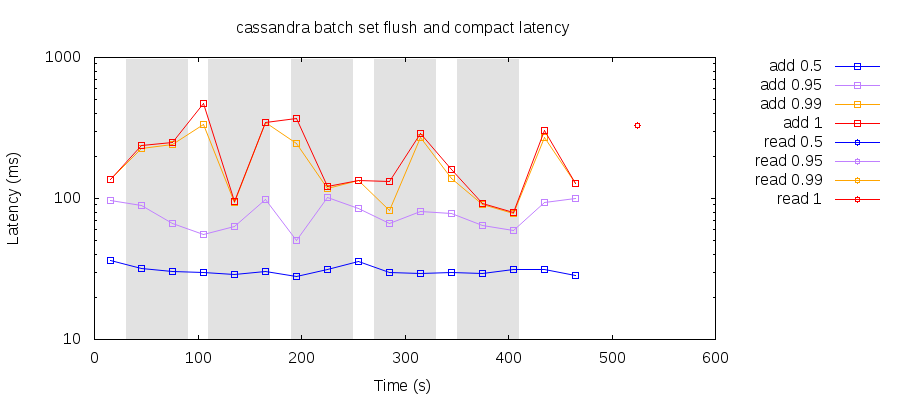 cassandra batch set flush and compact latency
1000
100
10
Latency (ms)
0 100 200 300 400 500 600
Time (s)
add 0.5
add 0.95
add 0.99
add 1
read 0.5
read 0.95
read 0.99
read 1